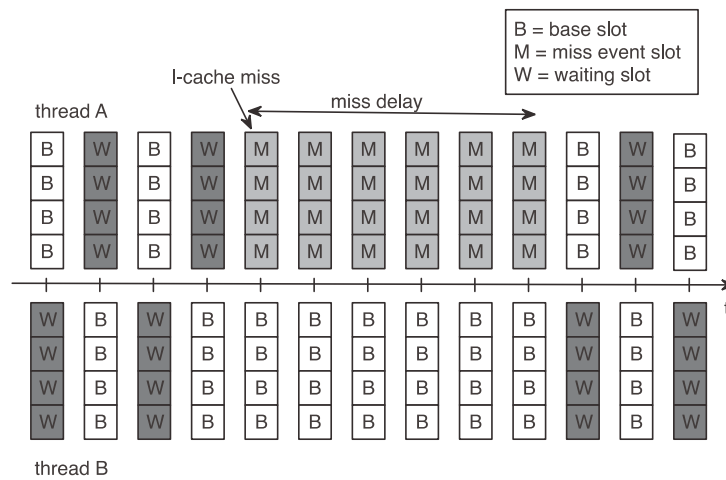 B = base slot
M = miss event slot
W = waiting slot
I-cache miss
miss delay
thread A
B W B W M M M M M M B W B
B W B W M M M M M M B W B
B W B W M M M M M M B W B
B W B W M M M M M M B W B
t
W B W B B B B B B B W B W
W B W B B B B B B B W B W
W B W B B B B B B B W B W
W B W B B B B B B B W B W
thread B